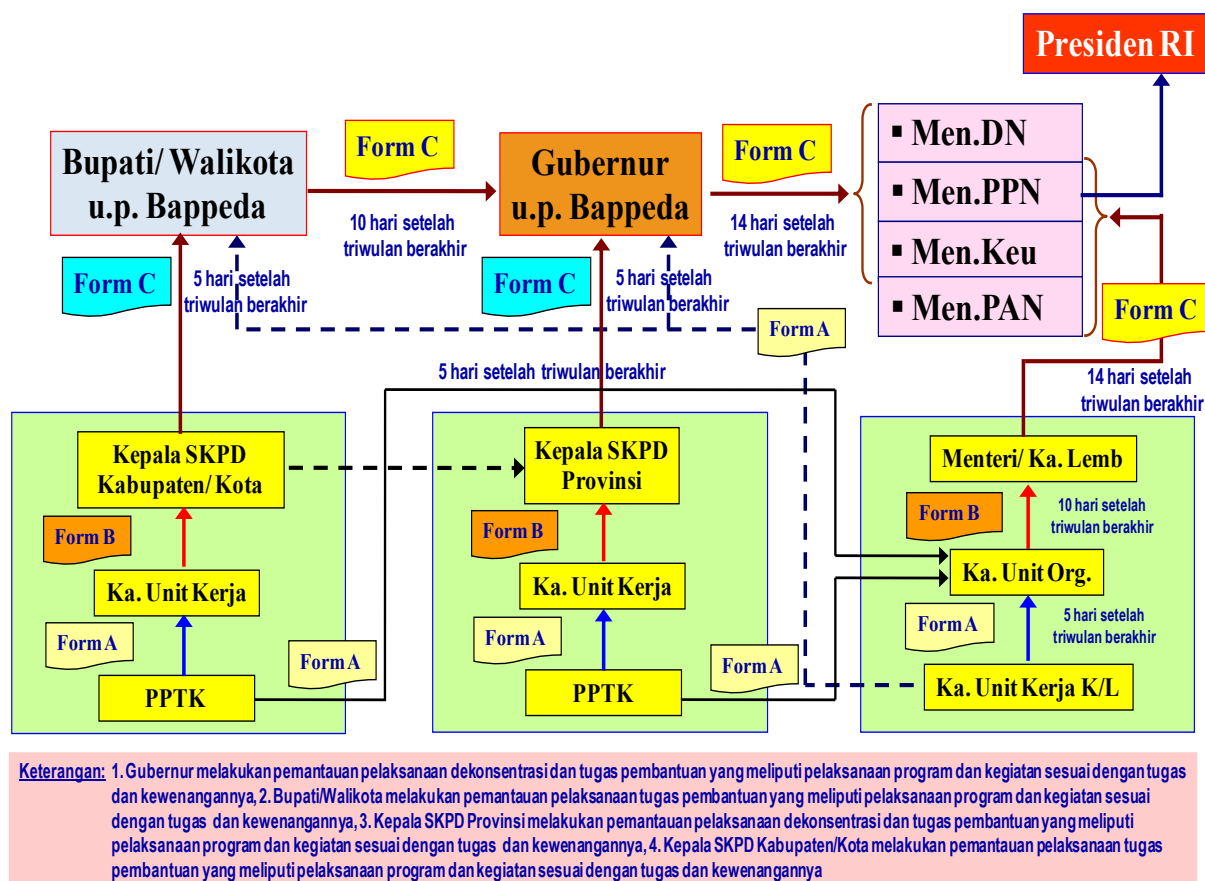 Presiden RI
Form C
Form C
Bupati/ Walikota
u.p. Bappeda
Gubernur
u.p. Bappeda
▪ Men.DN
▪ Men.PPN
▪ Men.Keu
▪ Men.PAN
10 hari setelah
triwulan berakhir
14 hari setelah
triwulan berakhir
Form C
5 hari setelah
triwulan berakhir
Form C
5 hari setelah
triwulan berakhir
Form C
Form A
5 hari setelah triwulan berakhir
14 hari setelah
triwulan berakhir
Kepala SKPD
Kabupaten/ Kota
Form B
Ka. Unit Kerja
Form A
PPTK
Form A
Kepala SKPD
Provinsi
Form B
Ka. Unit Kerja
Form A
PPTK
Form A
Menteri/ Ka. Lemb
Form B
10 hari setelah
triwulan berakhir
Ka. Unit Org.
Form A
5 hari setelah
triwulan berakhir
Ka. Unit Kerja K/L
Keterangan: 1. Gubernur melakukan pemantauan pelaksanaan dekonsentrasi dan tugas pembantuan yang meliputi pelaksanaan program dan kegiatan sesuai dengan tugas
dan kewenangannya, 2. Bupati/Walikota melakukan pemantauan pelaksanaan tugas pembantuan yang meliputi pelaksanaan program dan kegiatan sesuai
dengan tugas dan kewenangannya, 3. Kepala SKPD Provinsi melakukan pemantauan pelaksanaan dekonsentrasi dan tugas pembantuan yang meliputi
pelaksanaan program dan kegiatan sesuai dengan tugas dan kewenangannya, 4. Kepala SKPD Kabupaten/Kota melakukan pemantauan pelaksanaan tugas
pembantuan yang meliputi pelaksanaan program dan kegiatan sesuai dengan tugas dan kewenangannya